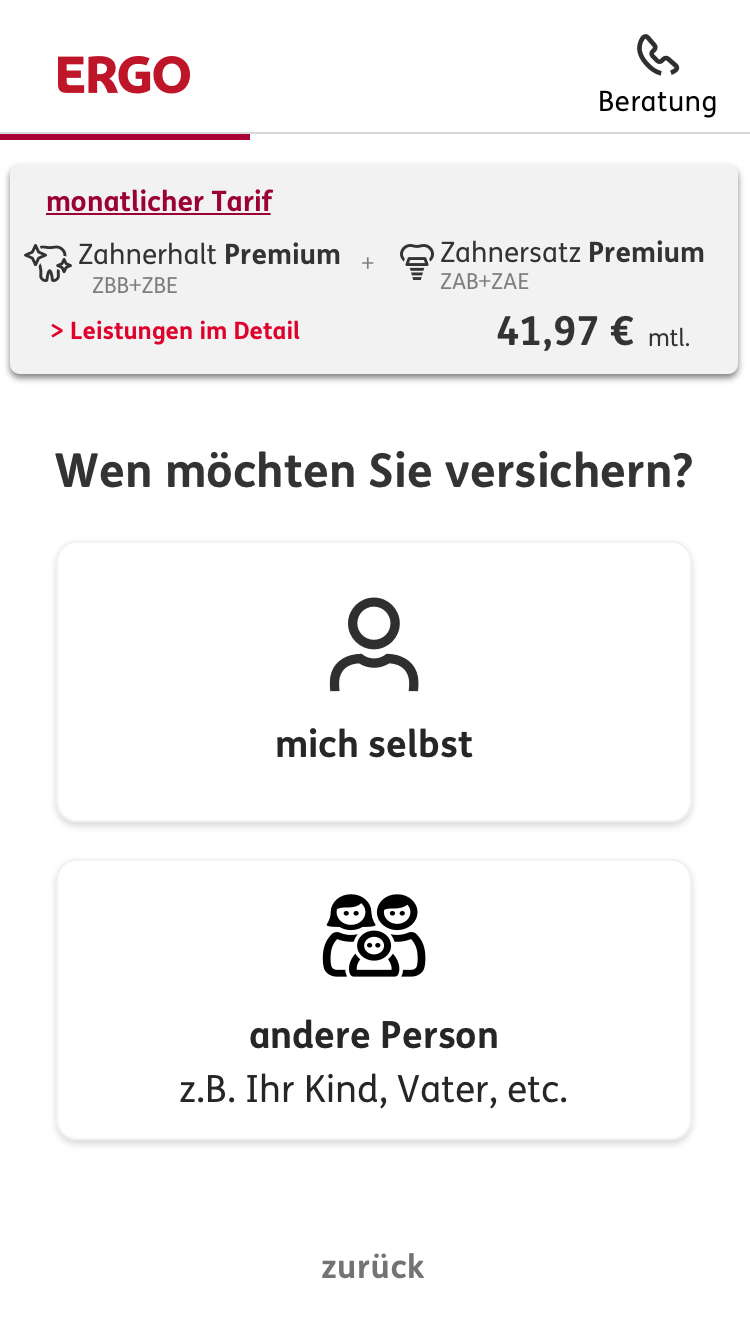 ERGO
Beratung
monatlicher Tarif
Zahnerhalt Premium + Zahnersatz Premium
ZBB+ZBE ZAB+ZAE
> Leistungen im Detail 41,97 € mtl.
Wen möchten Sie versichern?
mich selbst
andere Person
z.B. Ihr Kind, Vater, etc.
zurück